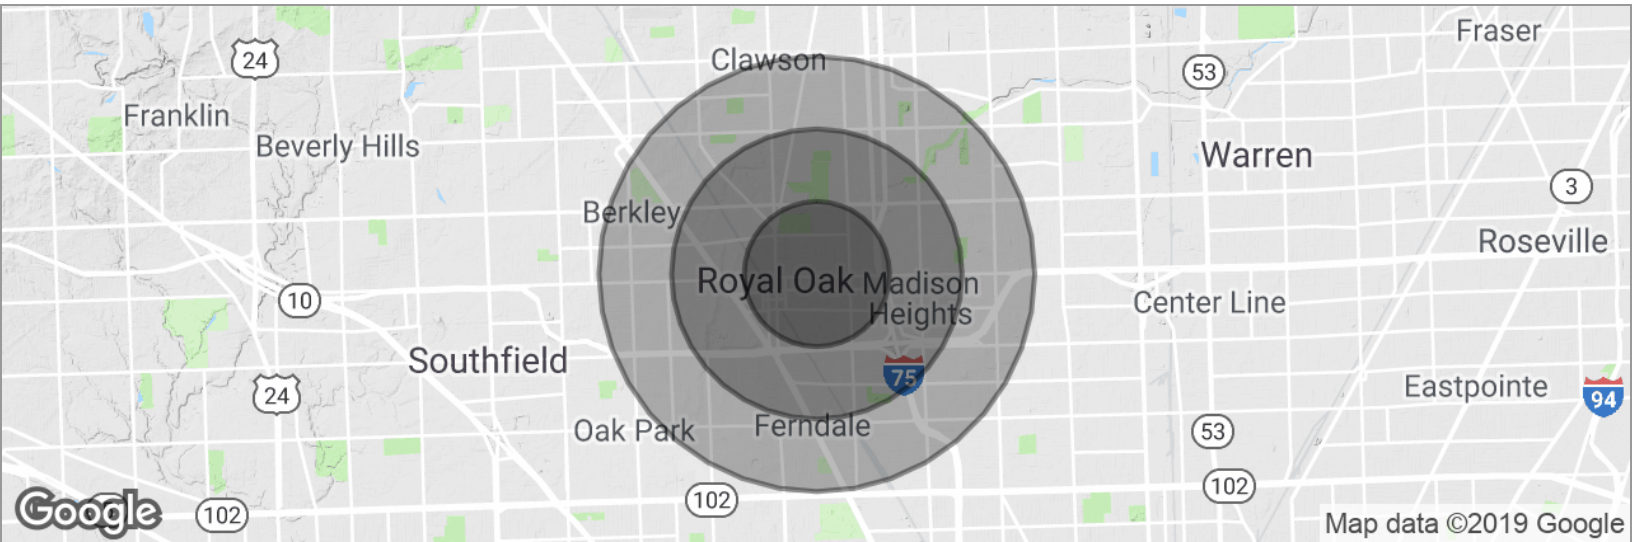 Fraser
24
Clawson
53
Franklin
Beverly Hills
Warren
3
Berkley
Roseville
Royal Oak
Madison
Heights
10
Center Line
Southfield
75
24
Eastpointe
94
Oak Park
Ferndale
53
102
102
102
Google
Map data ©2019 Google